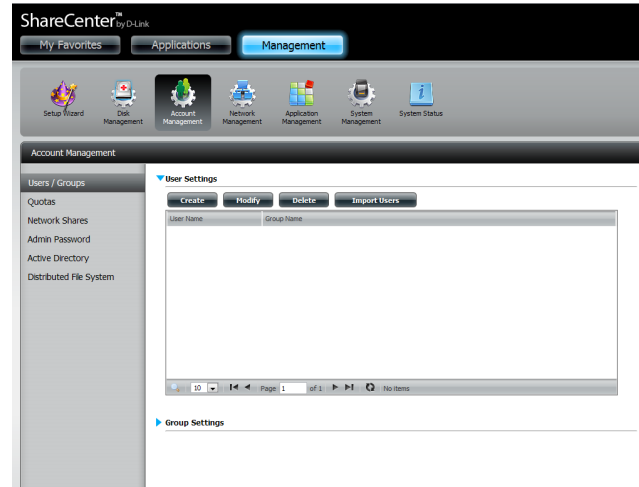 ShareCenter™ by D-Link
My Favorites Applications Management
Setup Wizard Disk Management Account Management Network Management Application Management System Management System Status
Account Management
Users / Groups
Quotas
Network Shares
Admin Password
Active Directory
Distributed File System
User Settings
Create Modify Delete Import Users
User Name Group Name
10 Page 1 of 1 No items
Group Settings